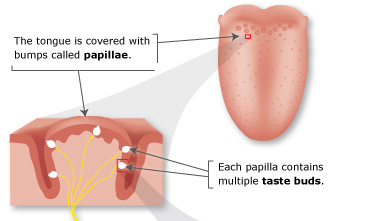 The tongue is covered with
bumps called papillae.
Each papilla contains
multiple taste buds.